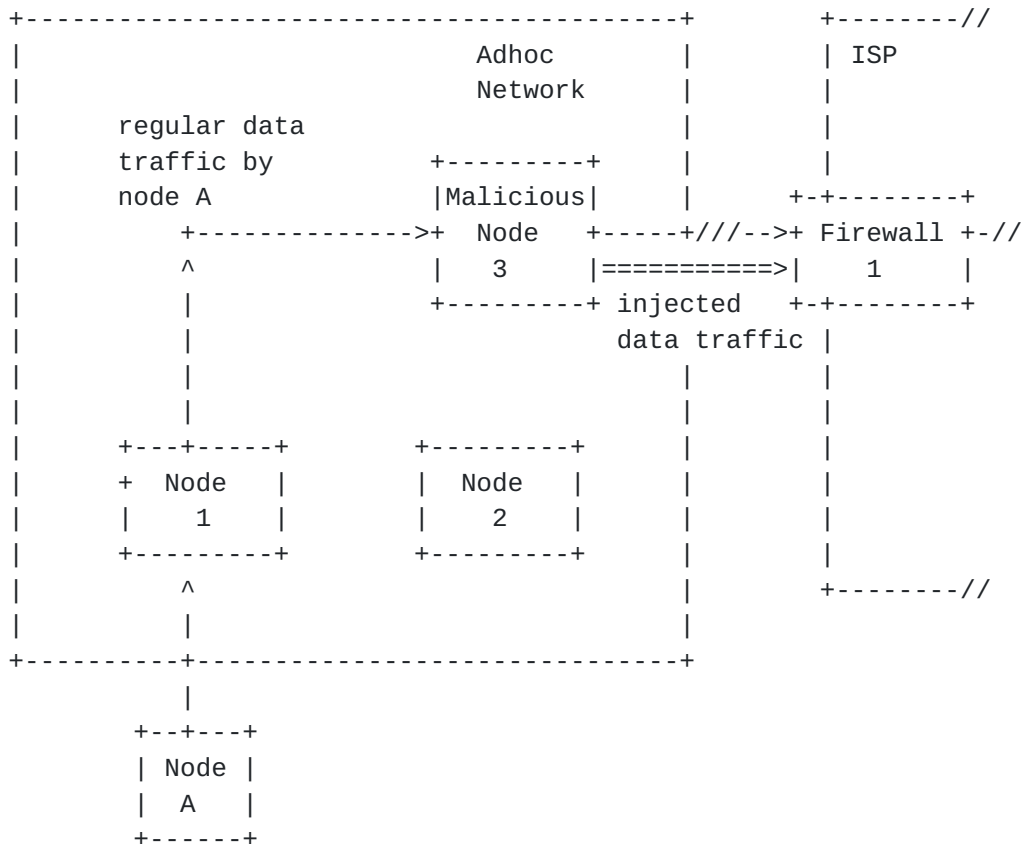 +------------------------------------------+        +--------//
|                            Adhoc        |        | ISP
|                            Network      |        |
|      regular data                       |        |
|      traffic by         +---------+     |        |
|      node A             |Malicious|     |      +-+--------+
|          +-------------->+  Node   +-----+///-->+ Firewall +-//
|          ^              |   3     |===========>|    1     |
|          |              +---------+ injected   +-+--------+
|          |                          data traffic |
|          |                              |        |
|          |                              |        |
|      +---+-----+        +---------+      |        |
|      +  Node   |        |  Node   |      |        |
|      |    1    |        |    2    |      |        |
|      +---------+        +---------+      |        |
|          ^                              |        +--------//
|          |                              |
+----------+-------------------------------+
           |
        +--+---+
        | Node |
        |  A   |
        +------+